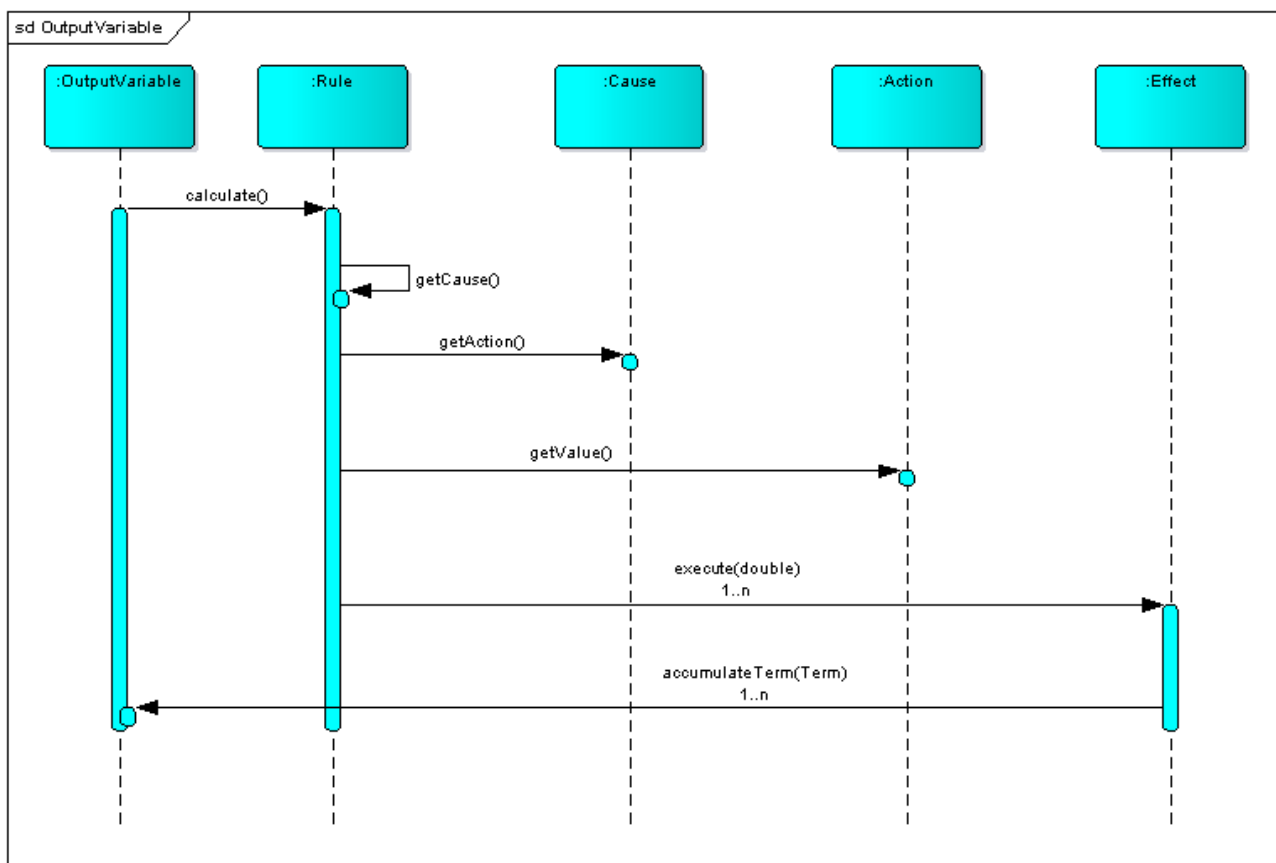 sd OutputVariable
:OutputVariable
:Rule
:Cause
:Action
:Effect
calculate()
getCause()
getAction()
getValue()
execute(double)
1..n
accumulateTerm(Term)
1..n